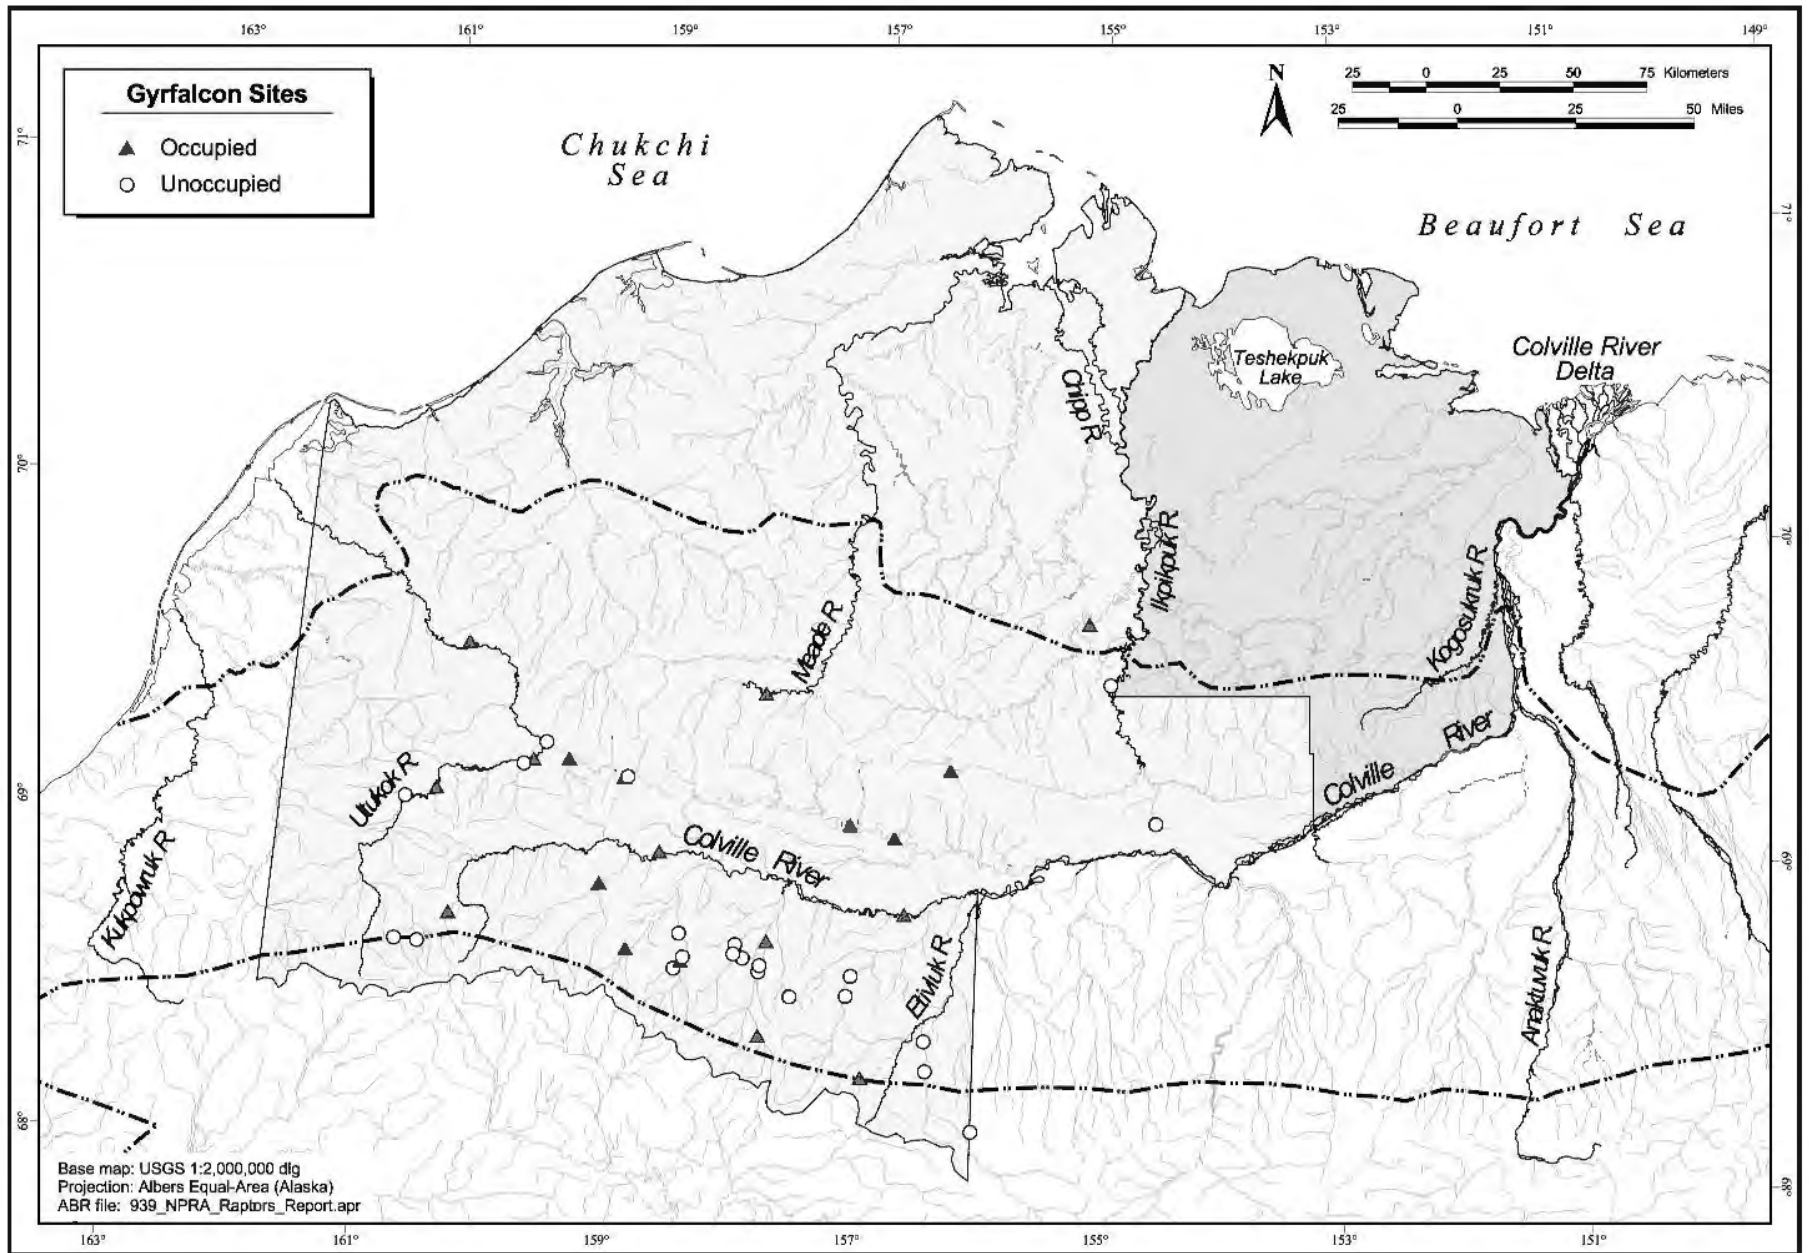 163° 161° 159° 157° 155° 153° 151° 149°
Gyrfalcon Sites
Occupied
Unoccupied
N
25 0 25 50 75 Kilometers
25 0 25 50 Miles
71°
71°
Chukchi
Sea
Beaufort Sea
Teshekpuk
Lake
Colville River
Delta
Chipp R
70°
70°
Ikpikpuk R
Kogosukruk R
Meade R
Utukok R
Colville River
69°
69°
Colville River
Kukpowruk R
Etivluk R
Anaktuvuk R
68°
68°
Base map: USGS 1:2,000,000 dlg
Projection: Albers Equal-Area (Alaska)
ABR file: 939_NPRA_Raptors_Report.apr
163° 161° 159° 157° 155° 153° 151°